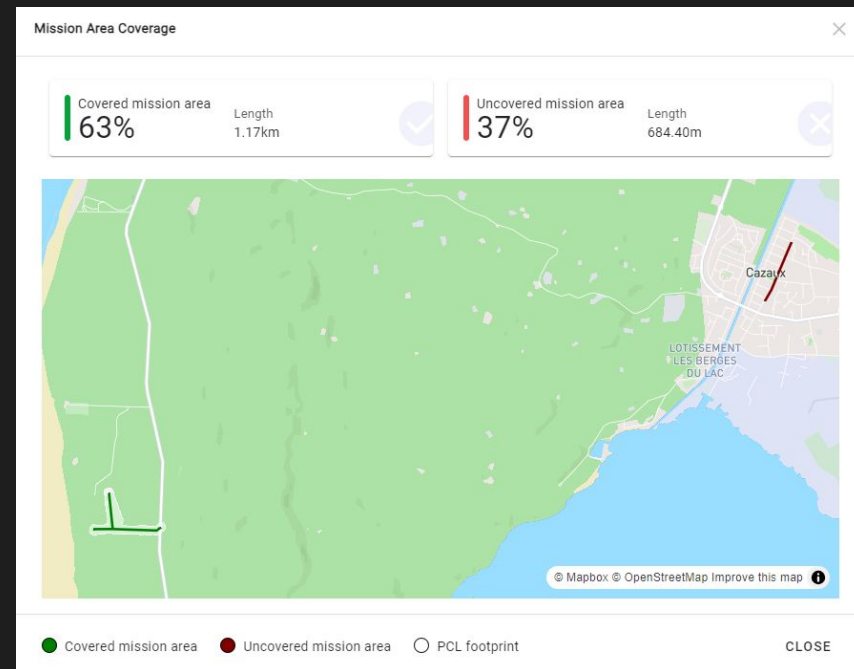 Mission Area Coverage
Covered mission area
63%
Length
1.17km
Uncovered mission area
37%
Length
684.40m
Cazaux
LOTISSEMENT
LES BERGES
DU LAC
© Mapbox © OpenStreetMap Improve this map
Covered mission area
Uncovered mission area
PCL footprint
CLOSE